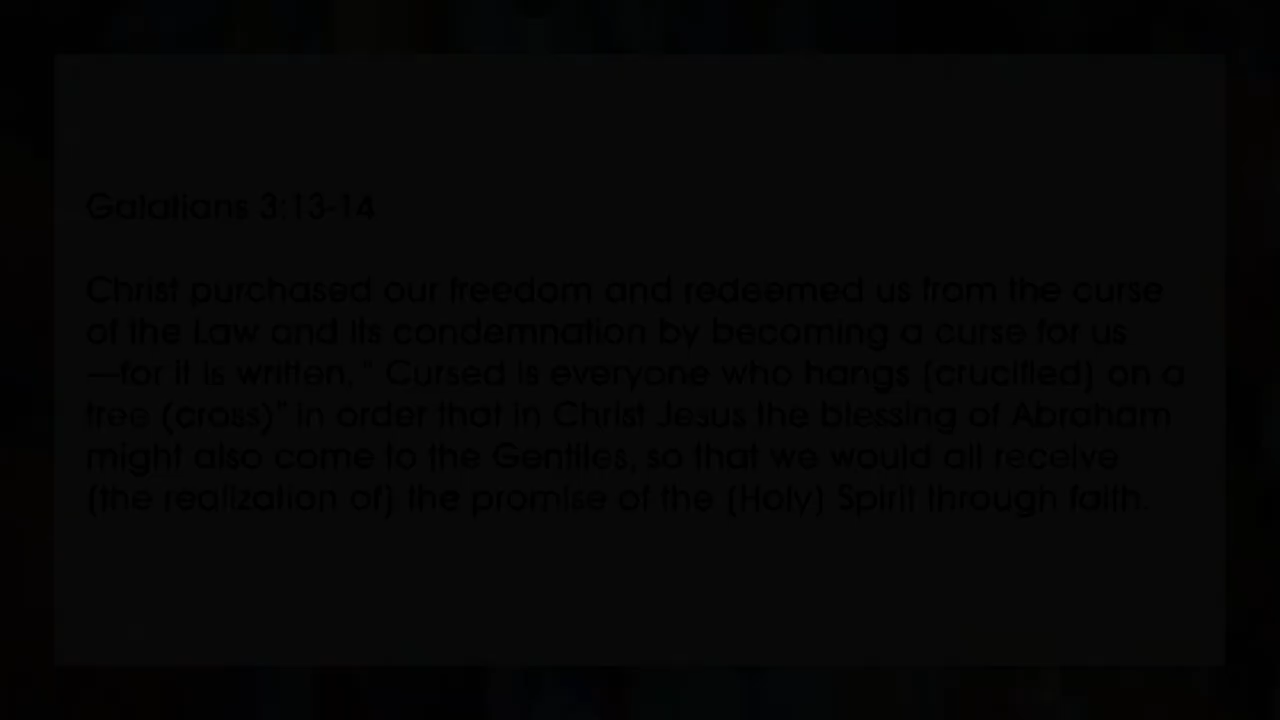 Galatians 3:13-14
Christ purchased our freedom and redeemed us from the curse
of the Law and its condemnation by becoming a curse for us
—for it is written, " Cursed is everyone who hangs (crucified) on a
tree (cross)" in order that in Christ Jesus the blessing of Abraham
might also come to the Gentiles, so that we would all receive
(the realization of) the promise of the (Holy) Spirit through faith.